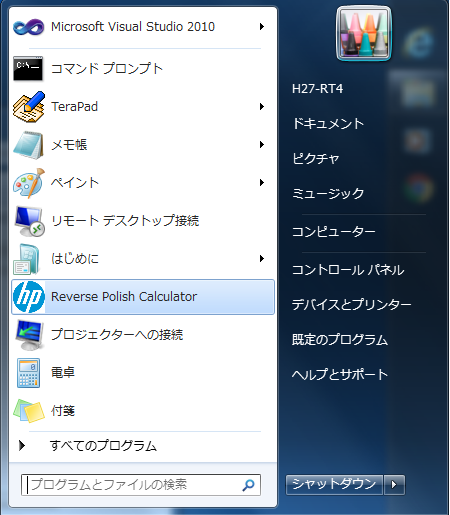 Microsoft Visual Studio 2010
コマンド プロンプト
TeraPad
メモ帳
ペイント
リモート デスクトップ接続
はじめに
hp
Reverse Polish Calculator
プロジェクターへの接続
電卓
付箋
すべてのプログラム
プログラムとファイルの検索
H27-RT4
ドキュメント
ピクチャ
ミュージック
コンピューター
コントロール パネル
デバイスとプリンター
既定のプログラム
ヘルプとサポート
シャットダウン